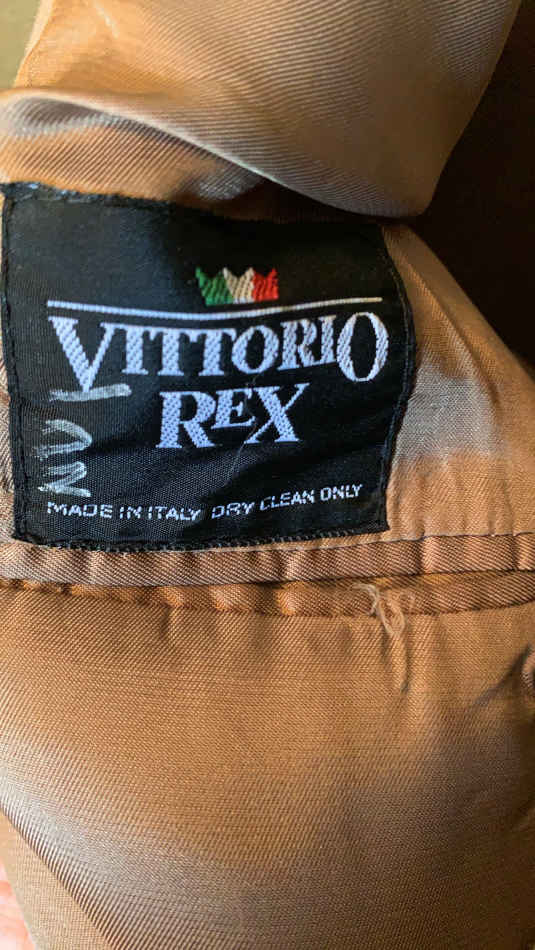 VITTORIO
REX
MADE IN ITALY DRY CLEAN ONLY